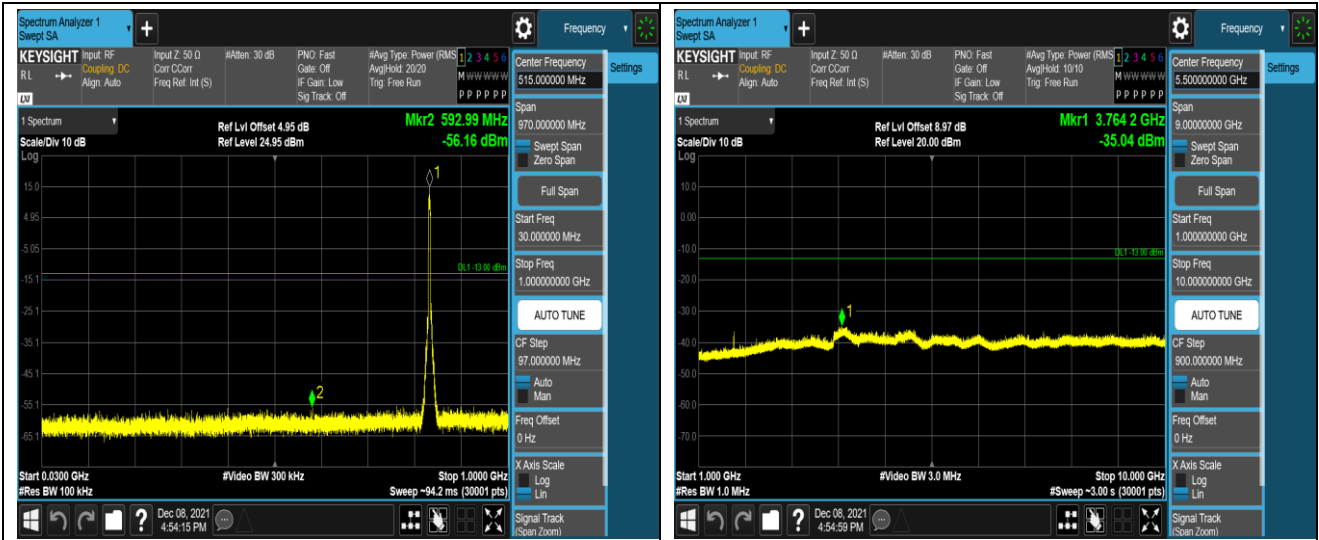 Spectrum Analyzer 1
Swept SA
+
Frequency
KEYSIGHT
Input: RF
Coupling: DC
Align: Auto
Input Z: 50 Ω
Corr CCorr
Freq Ref: Int (S)
#Atten: 30 dB
PNO: Fast
Gate: Off
IF Gain: Low
Sig Track: Off
#Avg Type: Power (RMS
Avg|Hold: 20/20
Trig: Free Run
1 2 3 4 5 6
M W W W W W
P P P P P P
RL
LXI
Center Frequency
515.000000 MHz
Settings
Span
970.000000 MHz
Swept Span
Zero Span
Full Span
Start Freq
30.000000 MHz
Stop Freq
1.000000000 GHz
AUTO TUNE
CF Step
97.000000 MHz
Auto
Man
Freq Offset
0 Hz
X Axis Scale
Log
Lin
Signal Track
(Span Zoom)
1 Spectrum
Scale/Div 10 dB
Log
Ref Lvl Offset 4.95 dB
Ref Level 24.95 dBm
Mkr2 592.99 MHz
-56.16 dBm
1
15.0
4.95
-5.05
DL1 -13.00 dBm
-15.1
-25.1
-35.1
-45.1
2
-55.1
-65.1
Start 0.0300 GHz
#Res BW 100 kHz
#Video BW 300 kHz
Stop 1.0000 GHz
Sweep ~94.2 ms (30001 pts)
?
Dec 08, 2021
4:54:15 PM
Spectrum Analyzer 1
Swept SA
+
Frequency
KEYSIGHT
Input: RF
Coupling: DC
Align: Auto
Input Z: 50 Ω
Corr CCorr
Freq Ref: Int (S)
#Atten: 30 dB
PNO: Fast
Gate: Off
IF Gain: Low
Sig Track: Off
#Avg Type: Power (RMS
Avg|Hold: 10/10
Trig: Free Run
1 2 3 4 5 6
M W W W W W
P P P P P P
RL
LXI
Center Frequency
5.500000000 GHz
Settings
Span
9.00000000 GHz
Swept Span
Zero Span
Full Span
Start Freq
1.000000000 GHz
Stop Freq
10.000000000 GHz
AUTO TUNE
CF Step
900.000000 MHz
Auto
Man
Freq Offset
0 Hz
X Axis Scale
Log
Lin
Signal Track
(Span Zoom)
1 Spectrum
Scale/Div 10 dB
Log
Ref Lvl Offset 8.97 dB
Ref Level 20.00 dBm
Mkr1 3.764 2 GHz
-35.04 dBm
10.0
0.00
-10.0
DL1 -13.00 dBm
-20.0
-30.0
1
-40.0
-50.0
-60.0
-70.0
Start 1.000 GHz
#Res BW 1.0 MHz
#Video BW 3.0 MHz
Stop 10.000 GHz
#Sweep ~3.00 s (30001 pts)
?
Dec 08, 2021
4:54:59 PM